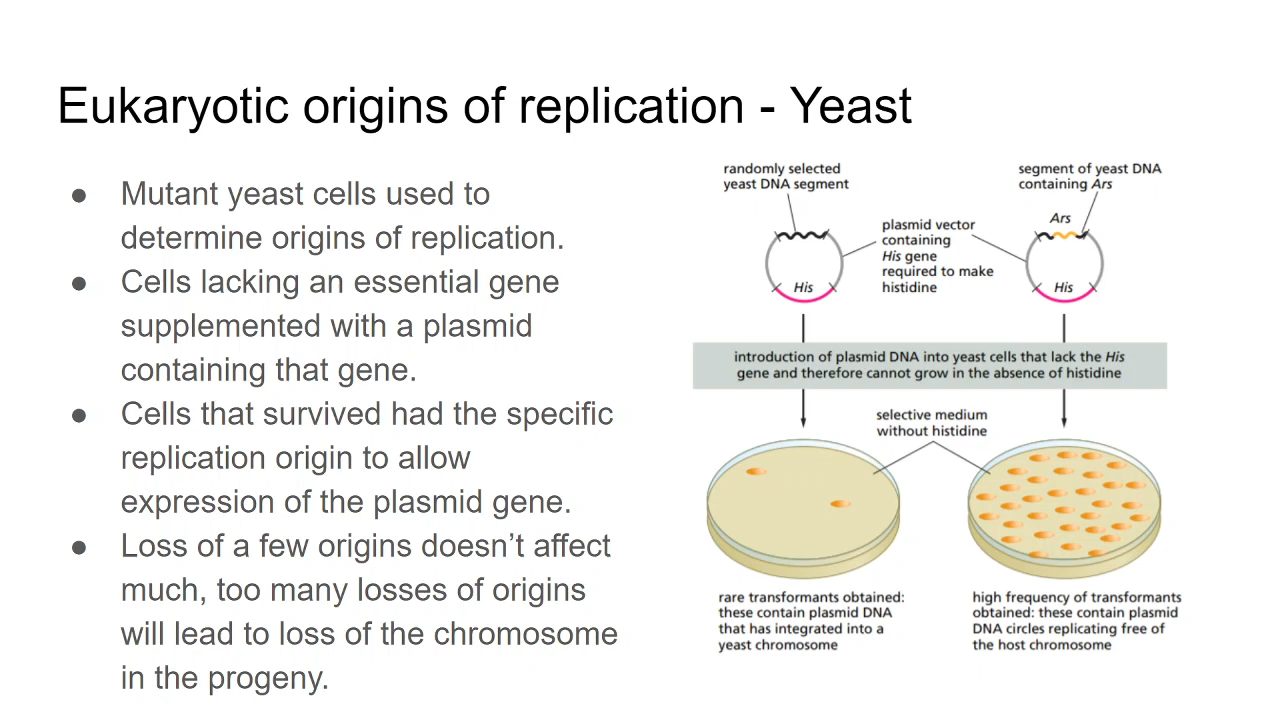 Eukaryotic origins of replication - Yeast
● Mutant yeast cells used to
determine origins of replication.
● Cells lacking an essential gene
supplemented with a plasmid
containing that gene.
● Cells that survived had the specific
replication origin to allow
expression of the plasmid gene.
● Loss of a few origins doesn’t affect
much, too many losses of origins
will lead to loss of the chromosome
in the progeny.
randomly selected
yeast DNA segment
segment of yeast DNA
containing Ars
Ars
plasmid vector
containing
His gene
required to make
histidine
His
His
introduction of plasmid DNA into yeast cells that lack the His
gene and therefore cannot grow in the absence of histidine
selective medium
without histidine
rare transformants obtained:
these contain plasmid DNA
that has integrated into a
yeast chromosome
high frequency of transformants
obtained: these contain plasmid
DNA circles replicating free of
the host chromosome